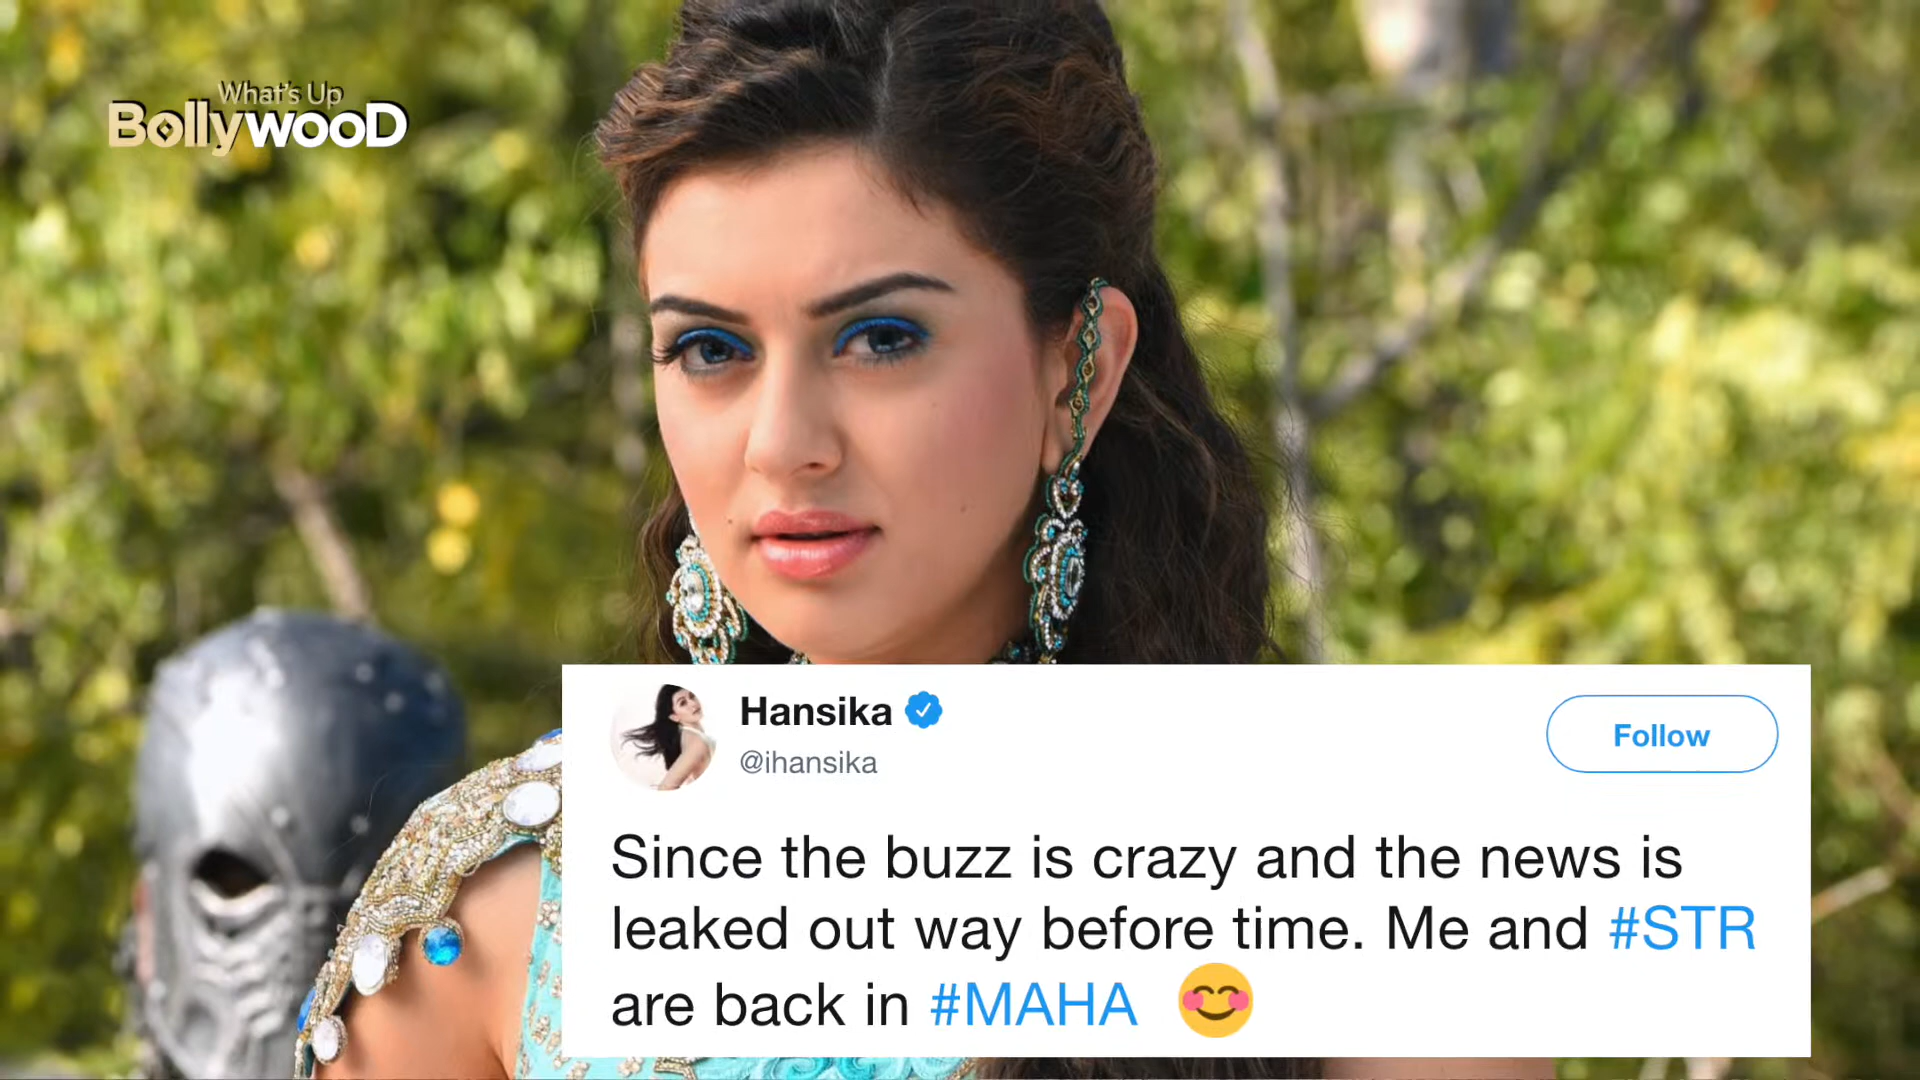 What's Up
BollywooD
Hansika
@ihansika
Follow
Since the buzz is crazy and the news is
leaked out way before time. Me and #STR
are back in #MAHA 😊